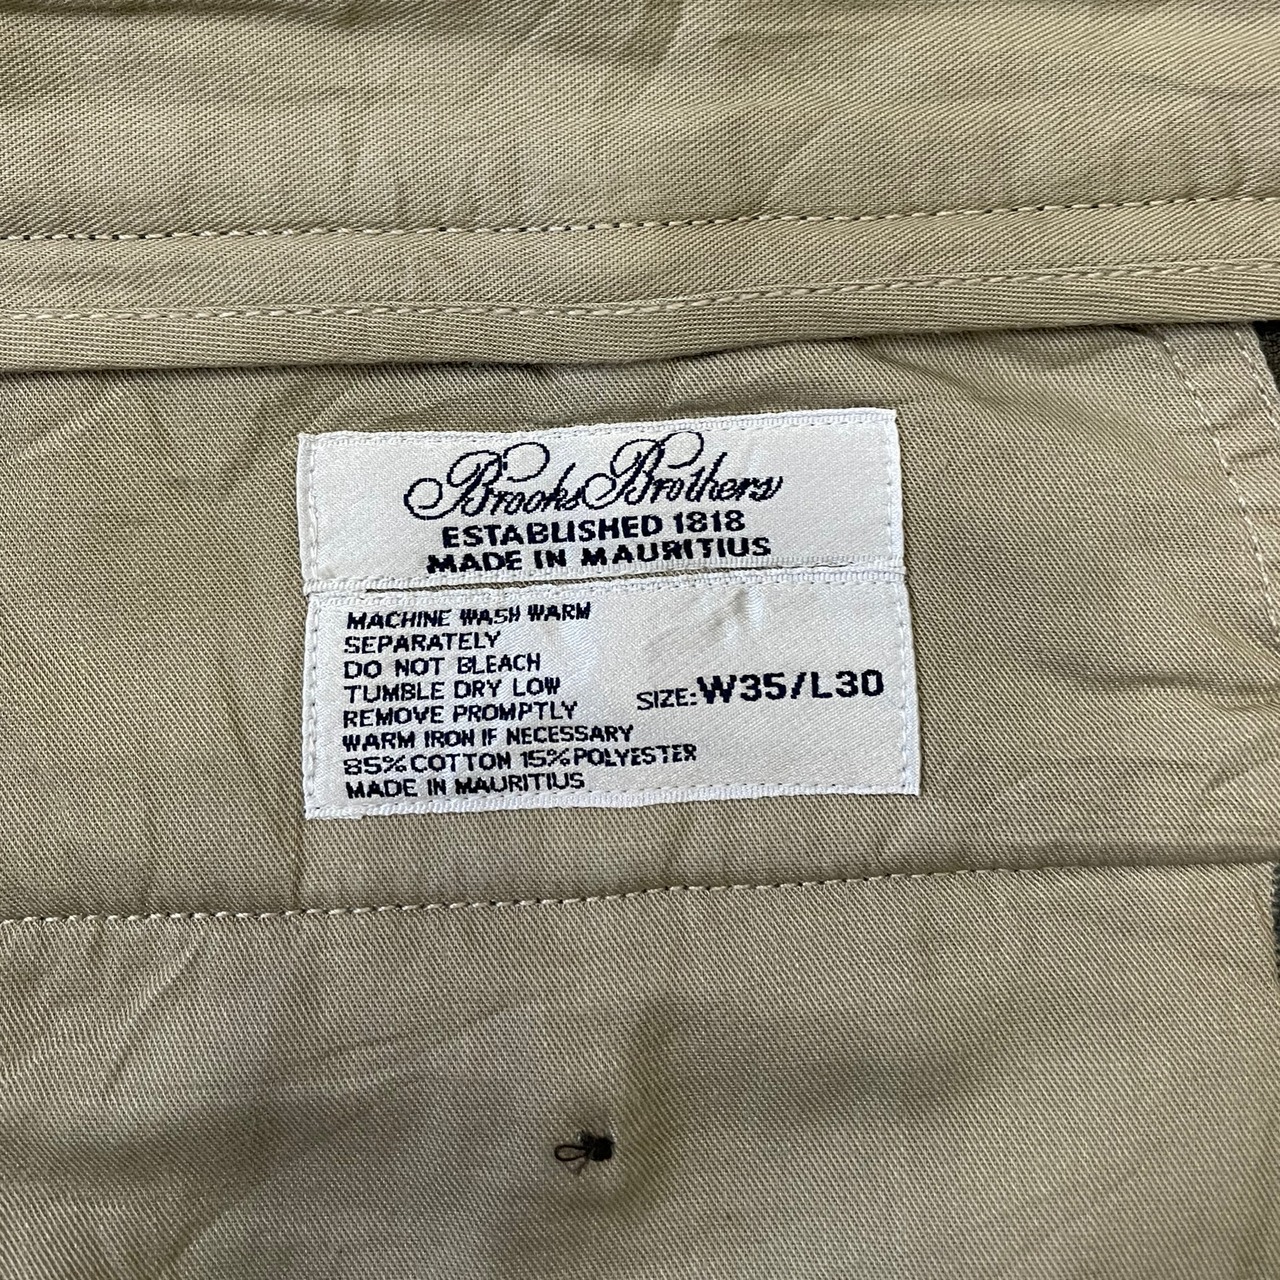 Brooks Brothers
ESTABLISHED 1818
MADE IN MAURITIUS
MACHINE WASH WARM
SEPARATELY
DO NOT BLEACH
TUMBLE DRY LOW
REMOVE PROMPTLY
SIZE:W35/L30
WARM IRON IF NECESSARY
85%COTTON 15%POLYESTER
MADE IN MAURITIUS